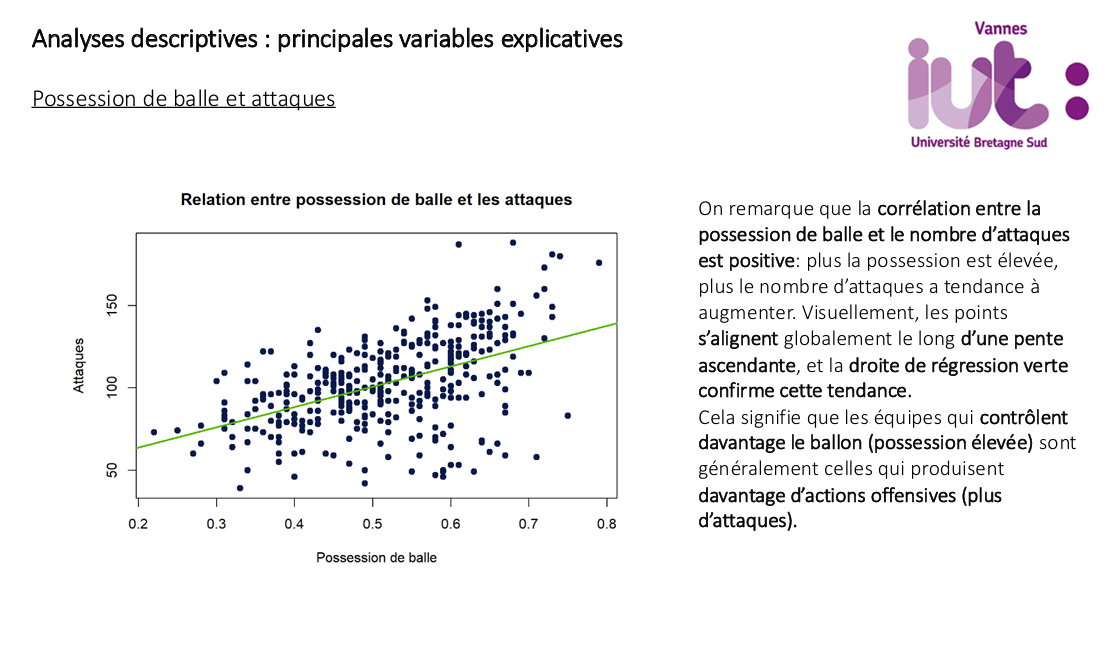 Analyses descriptives : principales variables explicatives
Vannes
iut:
Université Bretagne Sud
Possession de balle et attaques
Relation entre possession de balle et les attaques
Attaques
150
100
50
0.2 0.3 0.4 0.5 0.6 0.7 0.8
Possession de balle
On remarque que la corrélation entre la
possession de balle et le nombre d’attaques
est positive: plus la possession est élevée,
plus le nombre d’attaques a tendance à
augmenter. Visuellement, les points
s’alignent globalement le long d’une pente
ascendante, et la droite de régression verte
confirme cette tendance.
Cela signifie que les équipes qui contrôlent
davantage le ballon (possession élevée) sont
généralement celles qui produisent
davantage d’actions offensives (plus
d’attaques).